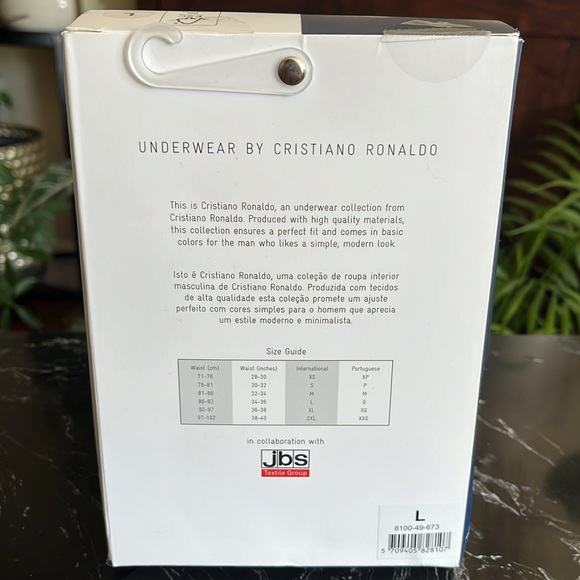 UNDERWEAR BY CRISTIANO RONALDO
This is Cristiano Ronaldo, an underwear collection from
Cristiano Ronaldo. Produced with high quality materials,
this collection ensures a perfect fit and comes in basic
colors for the man who likes a simple, modern look.
Isto é Cristiano Ronaldo, uma coleção de roupa interior
masculina de Cristiano Ronaldo. Produzida com tecidos
de alta qualidade esta coleção promete um ajuste
perfeito com cores simples para o homem que aprecia
um estile moderno e minimalista.
Size Guide
Waist (cm) Waist (inches) International Portuguese
71-76 28-30 XS XP
76-81 30-32 S P
81-86 32-34 M M
86-92 34-36 L G
92-97 36-38 XL XG
97-102 38-40 2XL XXG
in collaboration with
jbs
Textile Group
L
8100-49-673
5 709405 828107